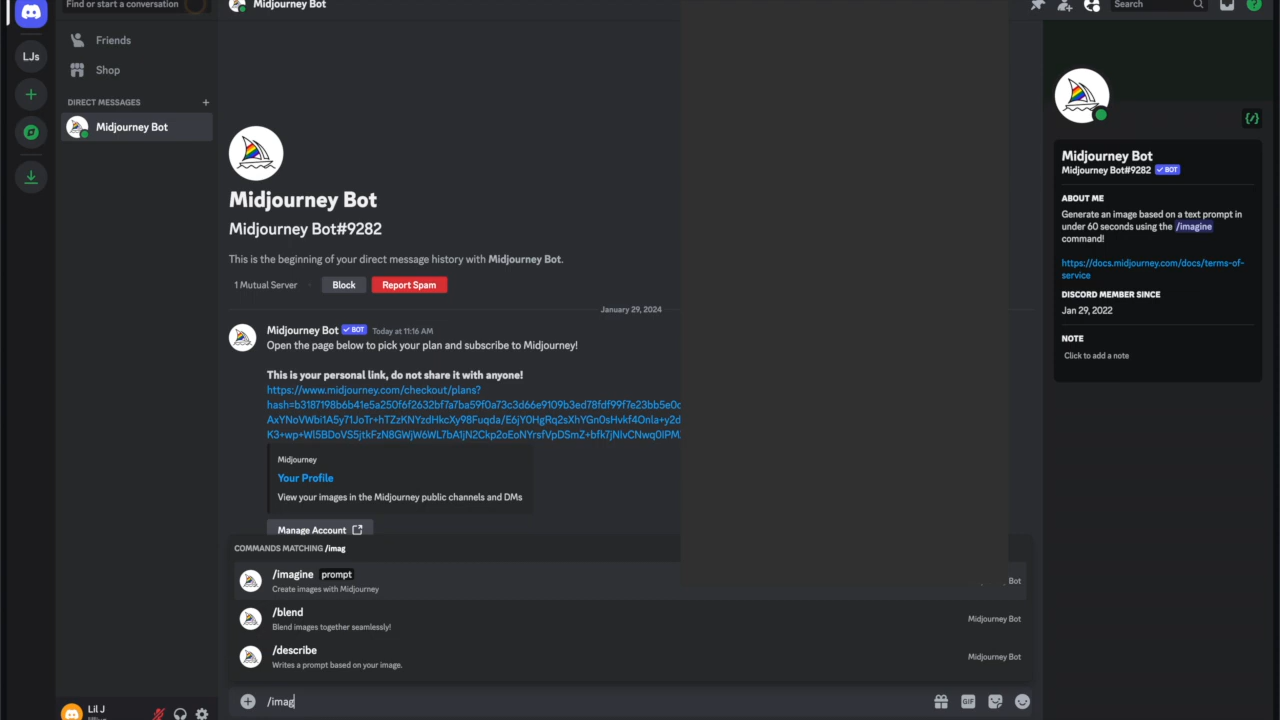 Find or start a conversation
Midjourney Bot
Search
?
LJs
Friends
Shop
DIRECT MESSAGES
Midjourney Bot
Midjourney Bot
Midjourney Bot#9282
This is the beginning of your direct message history with Midjourney Bot.
1 Mutual Server
Block
Report Spam
January 29, 2024
Midjourney Bot BOT Today at 11:16 AM
Open the page below to pick your plan and subscribe to Midjourney!
This is your personal link, do not share it with anyone!
https://www.midjourney.com/checkout/plans?
Midjourney
Your Profile
View your images in the Midjourney public channels and DMs
Manage Account
COMMANDS MATCHING /imag
/imagine prompt
Create images with Midjourney
Bot
/blend
Blend images together seamlessly!
Midjourney Bot
/describe
Writes a prompt based on your image.
Midjourney Bot
/imag
GIF
Lil J
Midjourney Bot
Midjourney Bot#9282 BOT
ABOUT ME
Generate an image based on a text prompt in
under 60 seconds using the /imagine
command!
https://docs.midjourney.com/docs/terms-of-
service
DISCORD MEMBER SINCE
Jan 29, 2022
NOTE
Click to add a note